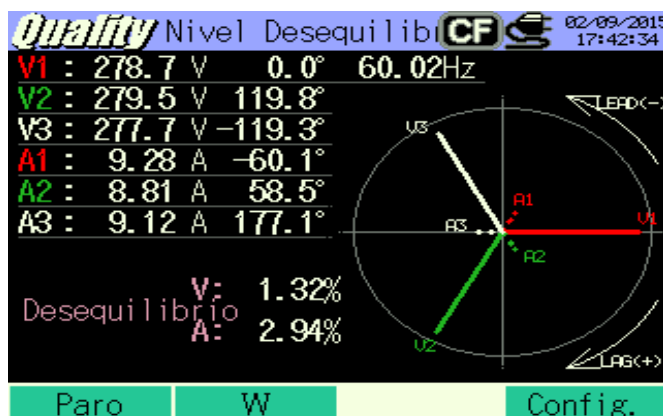 Quality Nivel Desequilib CF 02/09/2015
17:42:34
V1 : 278.7 V 0.0° 60.02Hz
V2 : 279.5 V 119.8°
V3 : 277.7 V -119.3°
A1 : 9.28 A -60.1°
A2 : 8.81 A 58.5°
A3 : 9.12 A 177.1°
LEAD(-)
V3
A1
V1
A3
A2
V2
LAG(+)
Desequilibrio
V: 1.32%
A: 2.94%
Paro W Config.